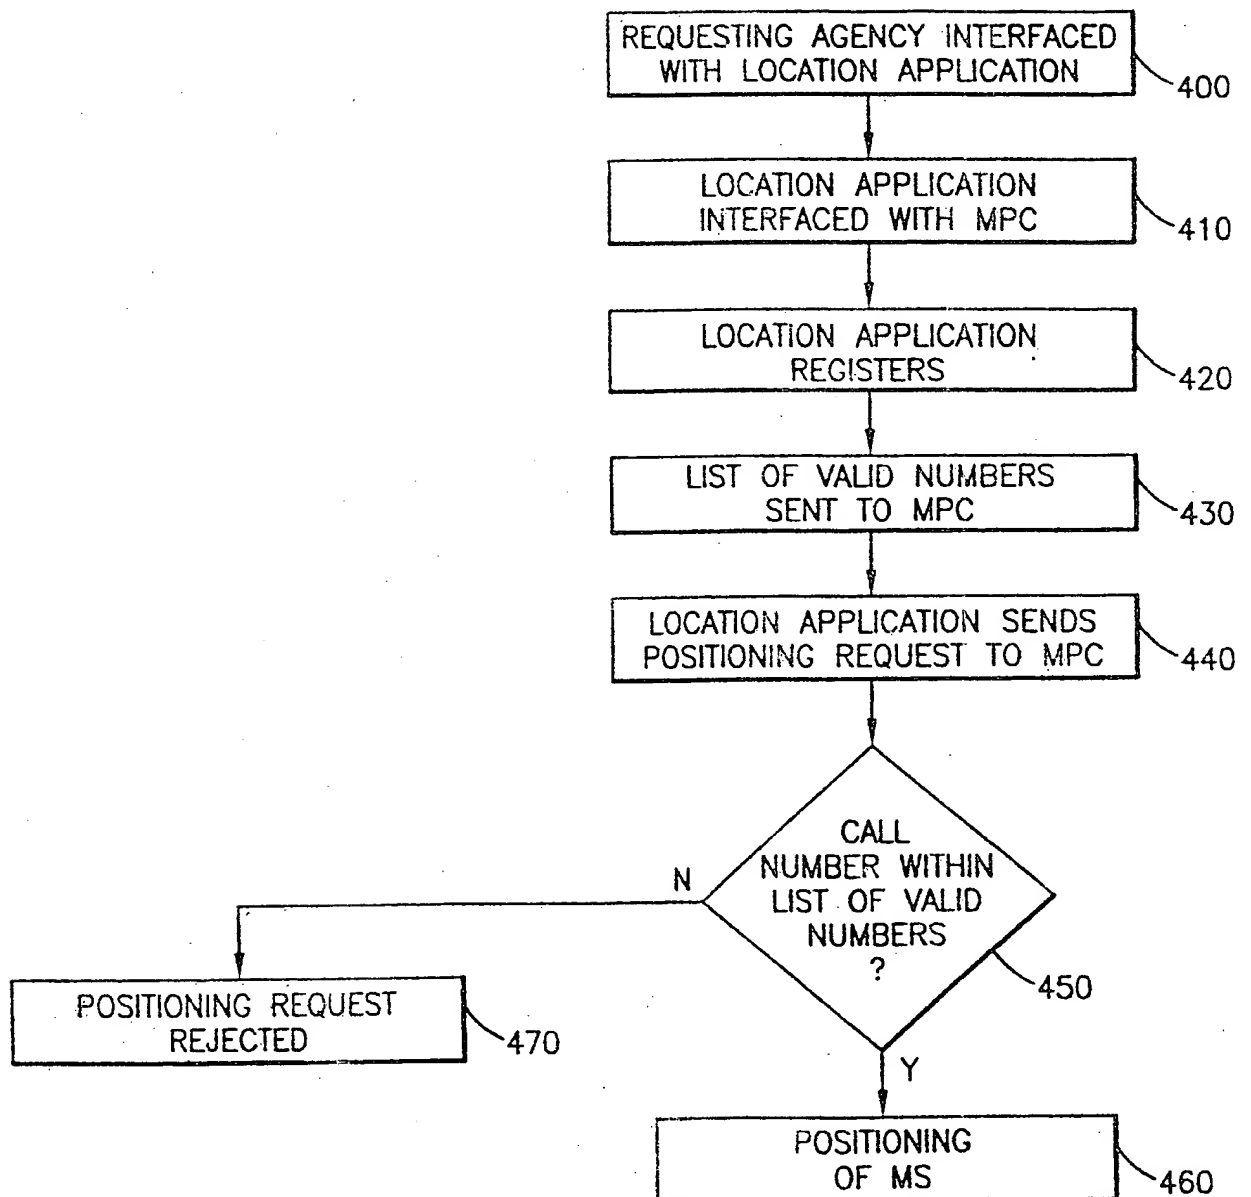 REQUESTING AGENCY INTERFACED
WITH LOCATION APPLICATION
400
LOCATION APPLICATION
INTERFACED WITH MPC
410
LOCATION APPLICATION
REGISTERS
420
LIST OF VALID NUMBERS
SENT TO MPC
430
LOCATION APPLICATION SENDS
POSITIONING REQUEST TO MPC
440
CALL
NUMBER WITHIN
LIST OF VALID
NUMBERS
?
450
N
POSITIONING REQUEST
REJECTED
470
Y
POSITIONING
OF MS
460